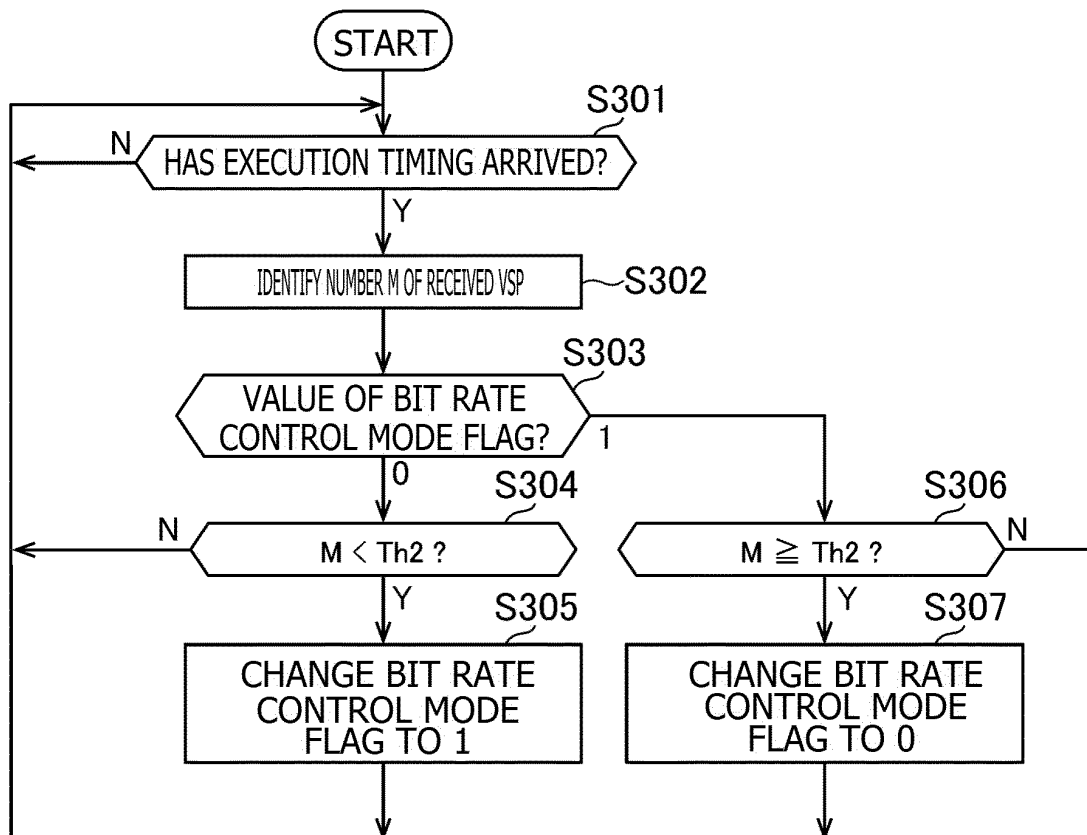 START
S301
N
HAS EXECUTION TIMING ARRIVED?
Y
IDENTIFY NUMBER M OF RECEIVED VSP
S302
S303
VALUE OF BIT RATE
CONTROL MODE FLAG?
1
0
S304
N
M < Th2 ?
Y
S305
CHANGE BIT RATE
CONTROL MODE
FLAG TO 1
S306
M ≧ Th2 ?
N
Y
S307
CHANGE BIT RATE
CONTROL MODE
FLAG TO 0